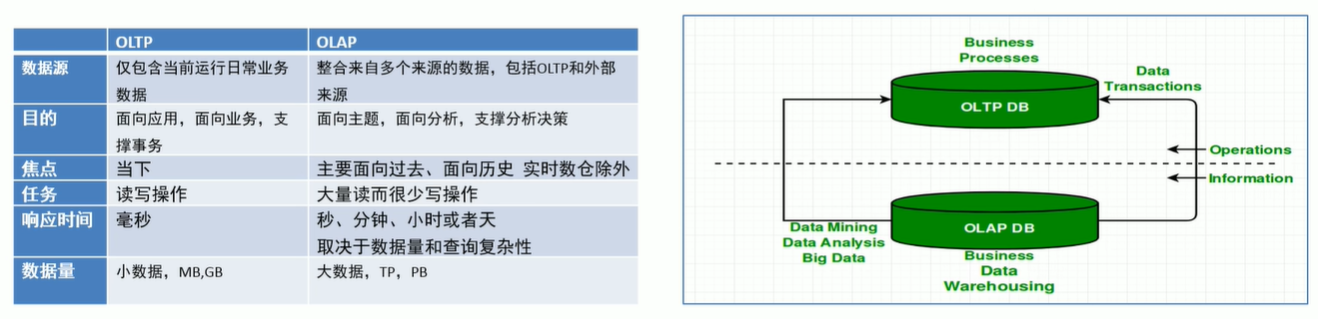 OLTP OLAP
数据源 仅包含当前运行日常业务 整合来自多个来源的数据，包括OLTP和外部
数据 来源
目的 面向应用，面向业务，支 面向主题，面向分析，支撑分析决策
撑事务
焦点 当下 主要面向过去、面向历史 实时数仓除外
任务 读写操作 大量读而很少写操作
响应时间 毫秒 秒、分钟、小时或者天
取决于数据量和查询复杂性
数据量 小数据，MB,GB 大数据，TP，PB
Business
Processes
Data
Transactions
OLTP DB
Operations
Information
OLAP DB
Data Mining
Data Analysis
Big Data
Business
Data
Warehousing